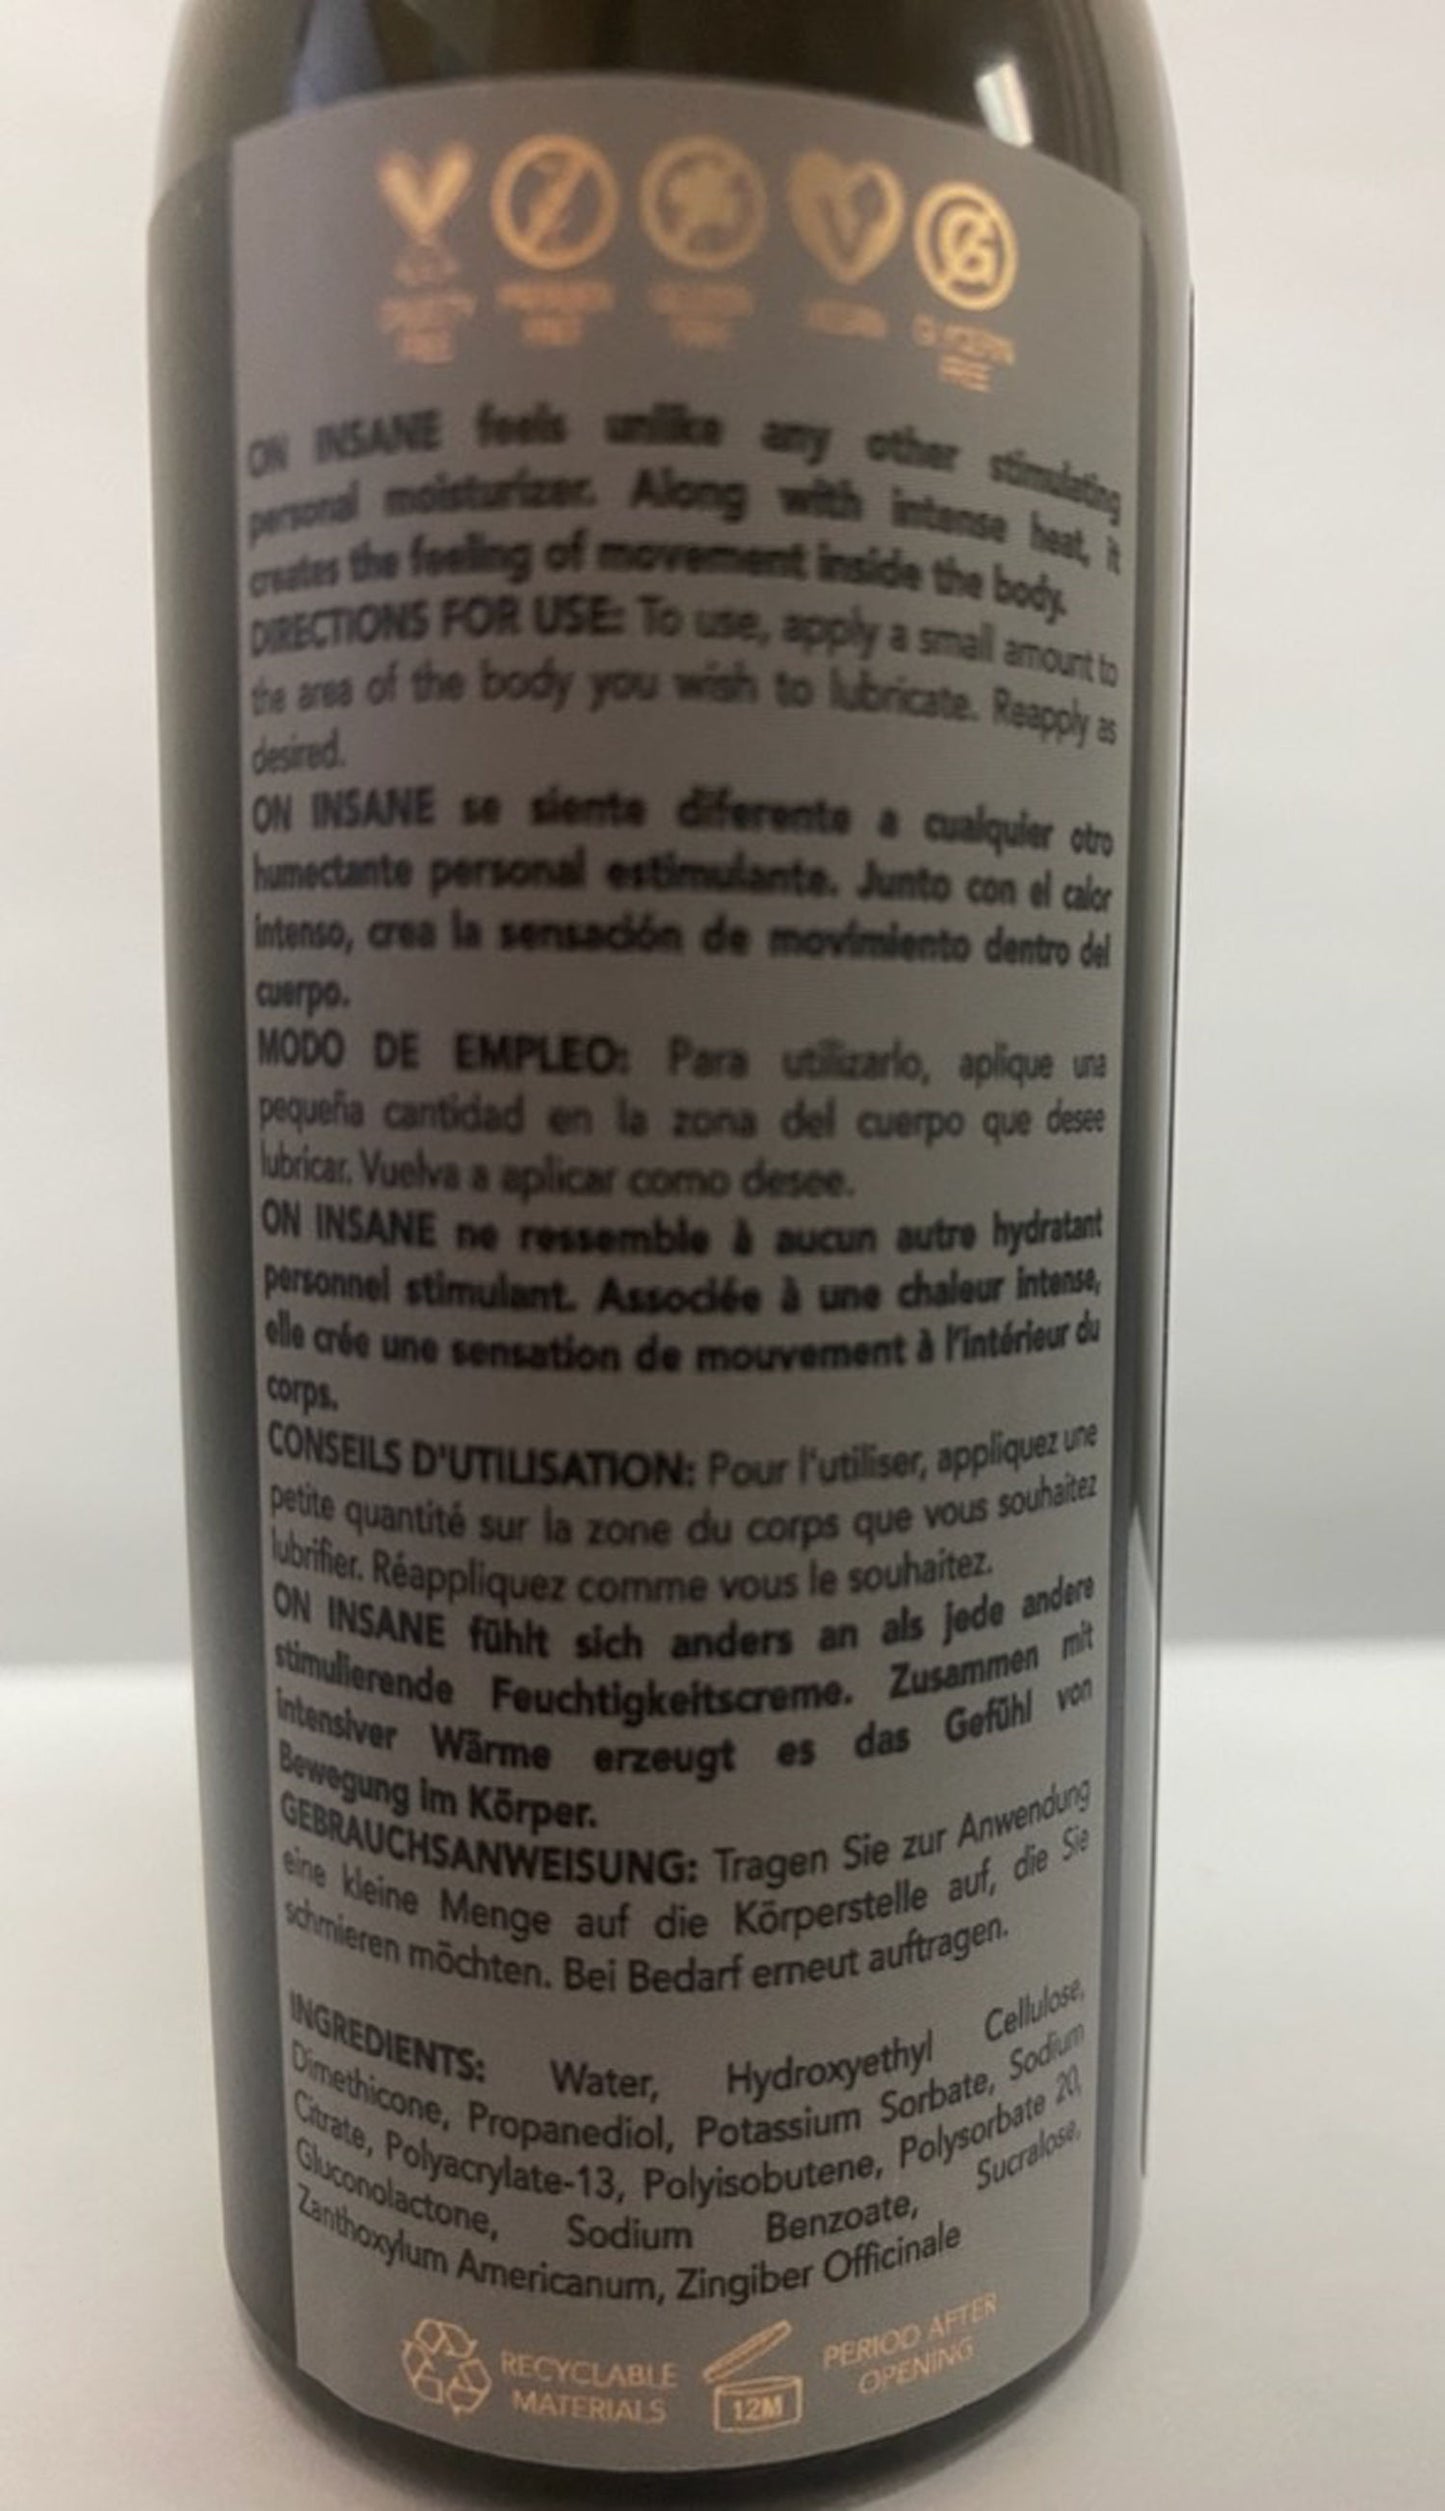 FREE
FREE
VEGAN
GLYCERIN
FREE
ON INSANE feels unlike any other stimulating
personal moisturizer. Along with intense heat, it
creates the feeling of movement inside the body.
DIRECTIONS FOR USE: To use, apply a small amount to
the area of the body you wish to lubricate. Reapply as
desired.
ON INSANE se siente diferente a cualquier otro
humectante personal estimulante. Junto con el calor
intenso, crea la sensación de movimiento dentro del
cuerpo.
MODO DE EMPLEO: Para utilizarlo, aplique una
pequeña cantidad en la zona del cuerpo que desee
lubricar. Vuelva a aplicar como desee.
ON INSANE ne ressemble à aucun autre hydratant
personnel stimulant. Associée à une chaleur intense,
elle crée une sensation de mouvement à l'intérieur du
corps.
CONSEILS D'UTILISATION: Pour l'utiliser, appliquez une
petite quantité sur la zone du corps que vous souhaitez
lubrifier. Réappliquez comme vous le souhaitez.
ON INSANE fühlt sich anders an als jede andere
stimulierende Feuchtigkeitscreme. Zusammen mit
intensiver Wärme erzeugt es das Gefühl von
Bewegung im Körper.
GEBRAUCHSANWEISUNG: Tragen Sie zur Anwendung
eine kleine Menge auf die Körperstelle auf, die Sie
schmieren möchten. Bei Bedarf erneut auftragen.
INGREDIENTS: Water, Hydroxyethyl Cellulose,
Dimethicone, Propanediol, Potassium Sorbate, Sodium
Citrate, Polyacrylate-13, Polyisobutene, Polysorbate 20,
Gluconolactone, Sodium Benzoate, Sucralose,
Zanthoxylum Americanum, Zingiber Officinale
RECYCLABLE
MATERIALS
12M
PERIOD AFTER
OPENING